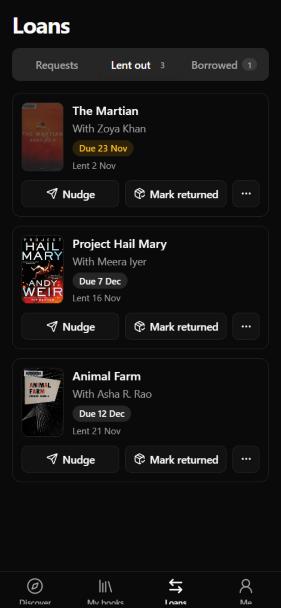 Loans
Requests Lent out 3 Borrowed 1
The Martian
With Zoya Khan
Due 23 Nov
Lent 2 Nov
Nudge Mark returned ...
PROJECT
HAIL
MARY
ANDY
WEIR
Project Hail Mary
With Meera Iyer
Due 7 Dec
Lent 16 Nov
Nudge Mark returned ...
ANIMAL
FARM
Animal Farm
With Asha R. Rao
Due 12 Dec
Lent 21 Nov
Nudge Mark returned ...
Discover My books Loans Me